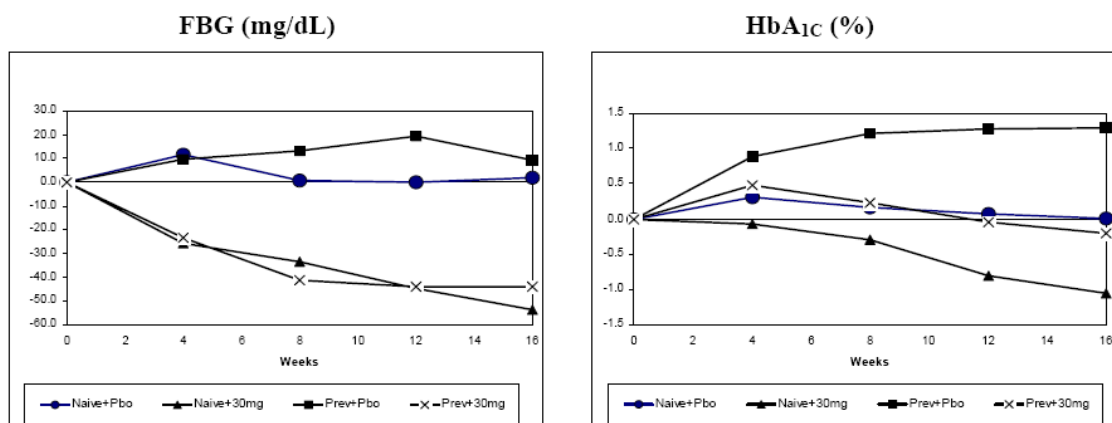 FBG (mg/dL)
30.0
20.0
10.0
0.0
-10.0
-20.0
-30.0
-40.0
-50.0
-60.0
0 2 4 6 8 10 12 14 16
Weeks
Naive+Pbo Naive+30mg Prev+Pbo Prev+30mg
HbA1C (%)
1.5
1.0
0.5
0.0
-0.5
-1.0
-1.5
0 2 4 6 8 10 12 14 16
Weeks
Naive+Pbo Naive+30mg Prev+Pbo Prev+30mg